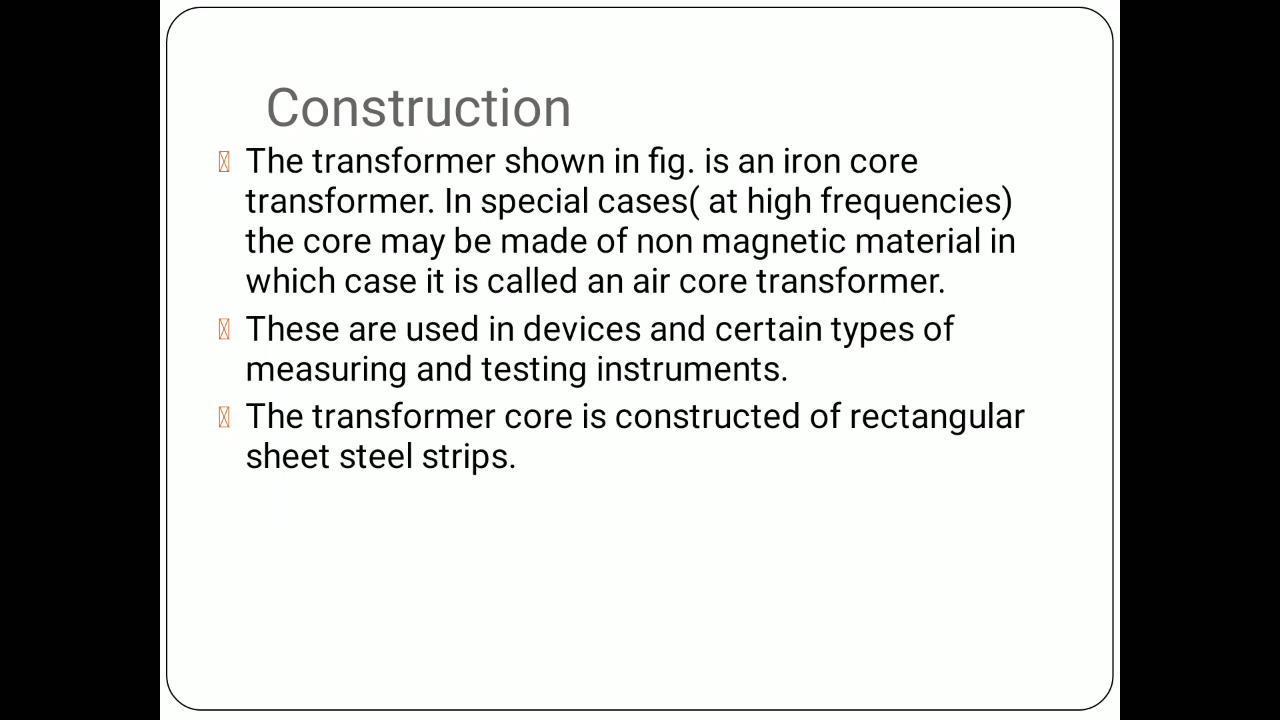 Construction
The transformer shown in fig. is an iron core
transformer. In special cases( at high frequencies)
the core may be made of non magnetic material in
which case it is called an air core transformer.
These are used in devices and certain types of
measuring and testing instruments.
The transformer core is constructed of rectangular
sheet steel strips.